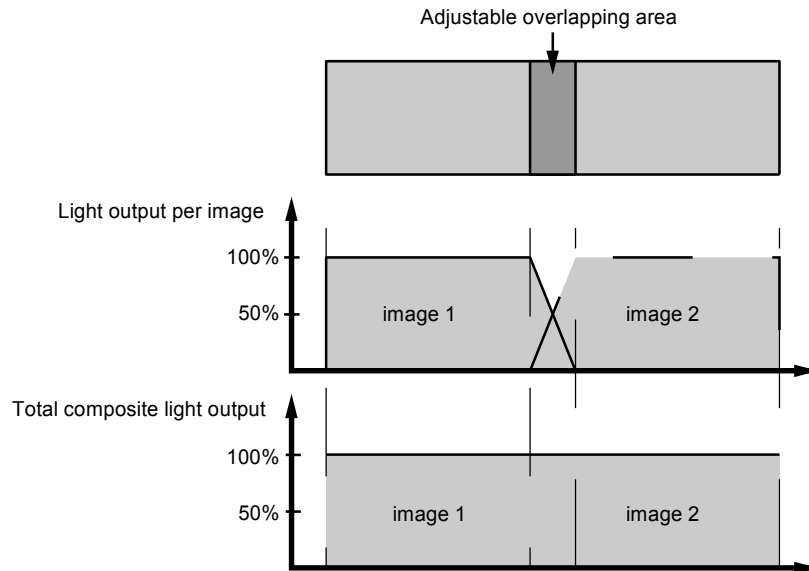 Adjustable overlapping area
Light output per image
100%
50%
image 1
image 2
Total composite light output
100%
50%
image 1
image 2